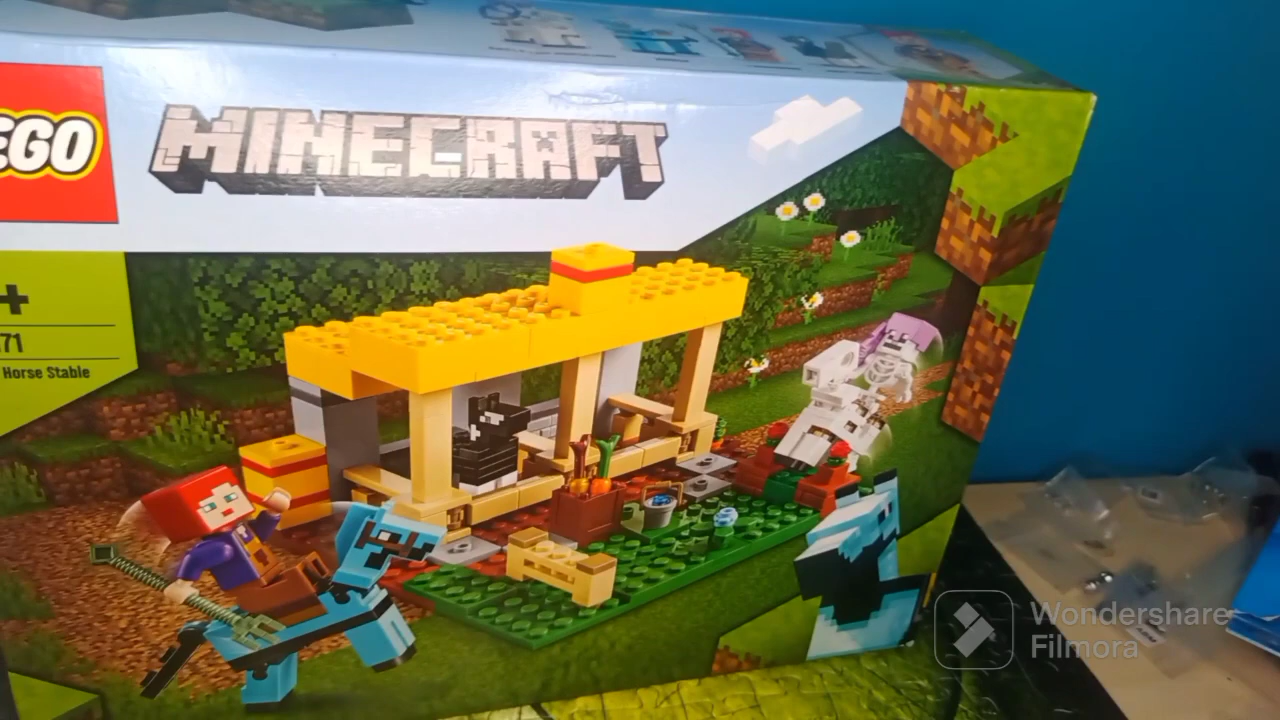 EGO
MINECRAFT
+
71
Horse Stable
Wondershare
Filmora